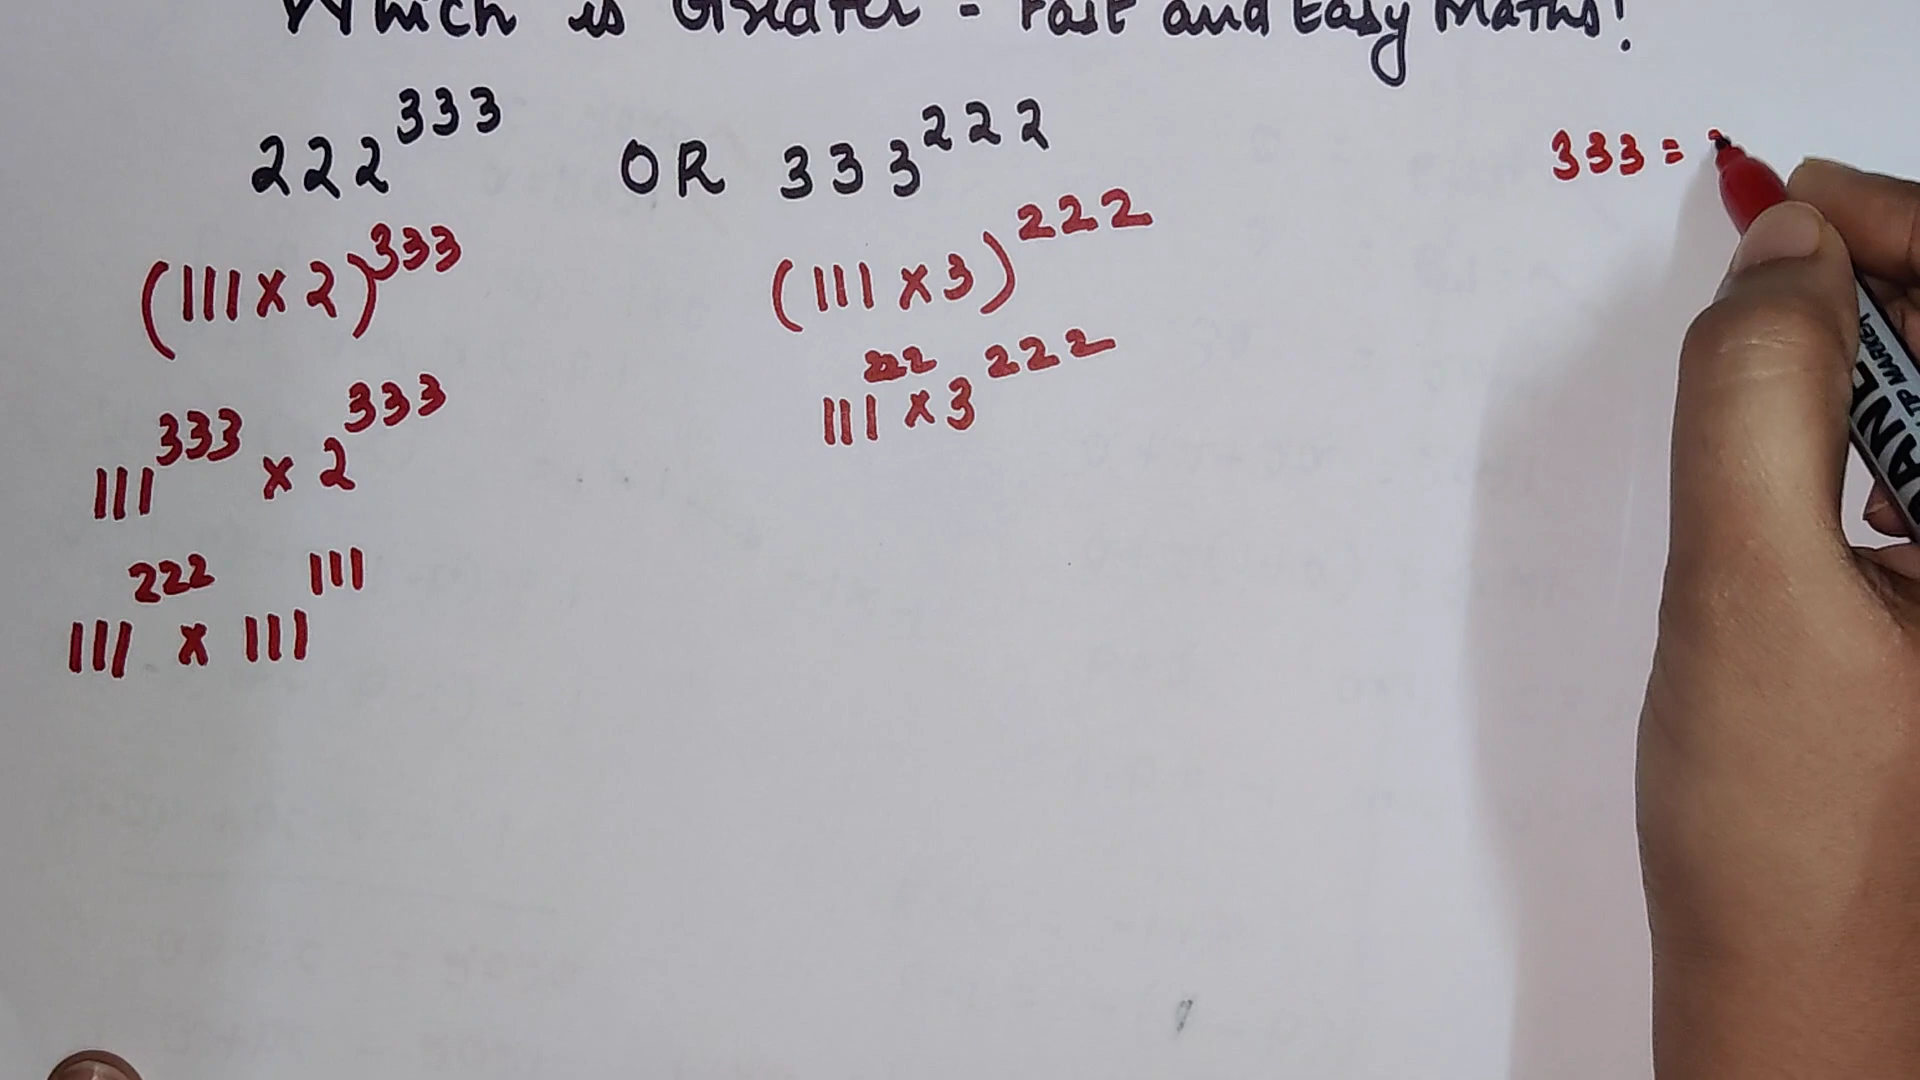 Which is Greater - Fast and Easy Maths!
222^333 OR 333^222
333 =
(111 x 2)^333 (111 x 3)^222
111^222 x 3^222
111^333 x 2^333
111^222 x 111^111